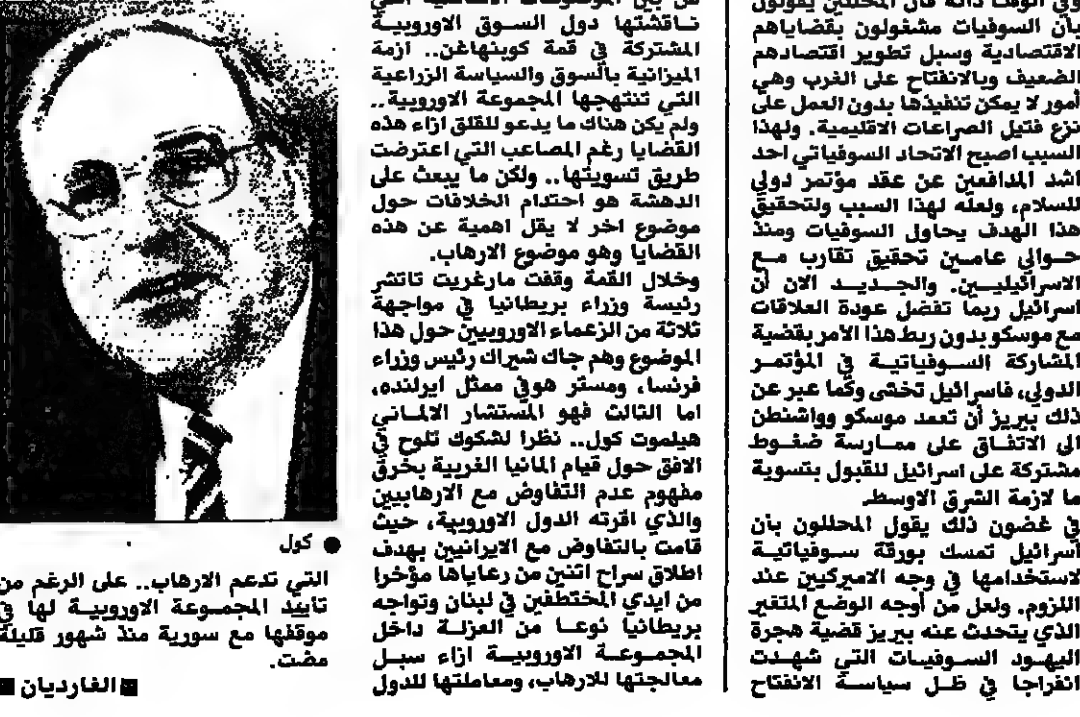 وفي الوقت ذاته فان المحللين يقولون
بأن السوفيات مشغولون بقضاياهم
الاقتصادية وسبل تطوير اقتصادهم
الضعيف وبالانفتاح على الغرب وهي
أمور لا يمكن تنفيذها بدون العمل على
نزع فتيل الصراعات الاقليمية. ولهذا
السبب اصبح الاتحاد السوفياتي احد
اشد المدافعين عن عقد مؤتمر دولي
للسلام، ولعله لهذا السبب ولتحقيق
هذا الهدف يحاول السوفيات ومنذ
حوالي عامين تحقيق تقارب مع
الاسرائيليين. والجديد الان أن
اسرائيل ربما تفضل عودة العلاقات
مع موسكو بدون ربط هذا الامر بقضية
المشاركة السوفياتية في المؤتمر
الدولي، فاسرائيل تخشى وكما عبر عن
ذلك بيريز أن تعمد موسكو وواشنطن
الى الاتفاق على ممارسة ضغوط
مشتركة على اسرائيل للقبول بتسوية
ما لازمة الشرق الاوسط.
في غضون ذلك يقول المحللون بأن
اسرائيل تمسك بورقة سوفياتية
لاستخدامها في وجه الاميركيين عند
اللزوم. ولعل من أوجه الوضع المتغير
الذي يتحدث عنه بيريز قضية هجرة
اليهود السوفيات التي شهدت
انفراجا في ظل سياسة الانفتاح
من بين الموضوعات الاساسية التي
ناقشتها دول السوق الاوروبية
المشتركة في قمة كوبنهاغن.. ازمة
الميزانية بالسوق والسياسة الزراعية
التي تنتهجها المجموعة الاوروبية..
ولم يكن هناك ما يدعو للقلق ازاء هذه
القضايا رغم المصاعب التي اعترضت
طريق تسويتها.. ولكن ما يبعث على
الدهشة هو احتدام الخلافات حول
موضوع اخر لا يقل اهمية عن هذه
القضايا وهو موضوع الارهاب.
وخلال القمة وقفت مارغريت تاتشر
رئيسة وزراء بريطانيا في مواجهة
ثلاثة من الزعماء الاوروبيين حول هذا
الموضوع وهم جاك شيراك رئيس وزراء
فرنسا، ومستر هوفي ممثل ايرلنده،
اما الثالث فهو المستشار الالماني
هيلموت كول.. نظرا لشكوك تلوح في
الافق حول قيام المانيا الغربية بخرق
مفهوم عدم التفاوض مع الارهابيين
والذي اقرته الدول الاوروبية، حيث
قامت بالتفاوض مع الايرانيين بهدف
اطلاق سراح اثنين من رعاياها مؤخرا
من ايدي المختطفين في لبنان وتواجه
بريطانيا نوعا من العزلة داخل
المجموعة الاوروبية ازاء سبل
معالجتها للارهاب، ومعاملتها للدول
● كول
التي تدعم الارهاب.. على الرغم من
تأييد المجموعة الاوروبية لها في
موقفها مع سورية منذ شهور قليلة
مضت.
■ الغارديان ■